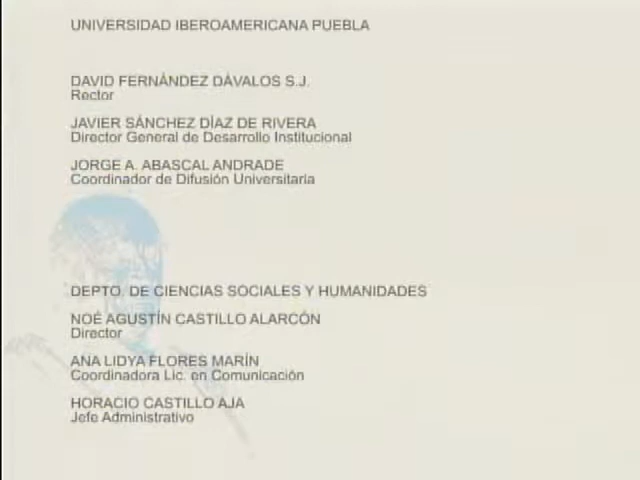 UNIVERSIDAD IBEROAMERICANA PUEBLA
DAVID FERNÁNDEZ DÁVALOS S.J.
Rector
JAVIER SÁNCHEZ DÍAZ DE RIVERA
Director General de Desarrollo Institucional
JORGE A. ABASCAL ANDRADE
Coordinador de Difusión Universitaria
DEPTO. DE CIENCIAS SOCIALES Y HUMANIDADES
NOÉ AGUSTÍN CASTILLO ALARCÓN
Director
ANA LIDYA FLORES MARÍN
Coordinadora Lic. en Comunicación
HORACIO CASTILLO AJA
Jefe Administrativo